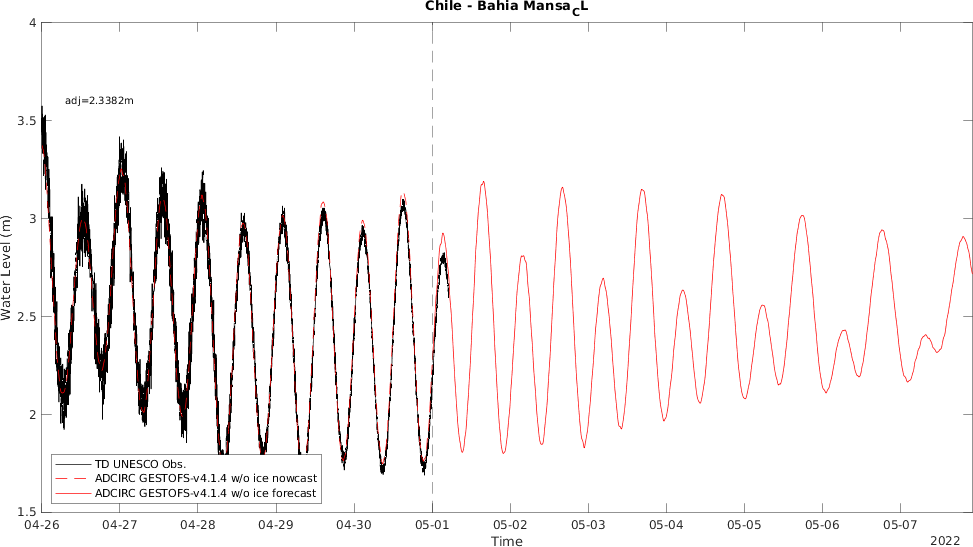 Chile - Bahia Mansa_CL
adj=2.3382m
Water Level (m)
4
3.5
3
2.5
2
1.5
TD UNESCO Obs.
ADCIRC GESTOFS-v4.1.4 w/o ice nowcast
ADCIRC GESTOFS-v4.1.4 w/o ice forecast
04-26 04-27 04-28 04-29 04-30 05-01 05-02 05-03 05-04 05-05 05-06 05-07
Time
2022